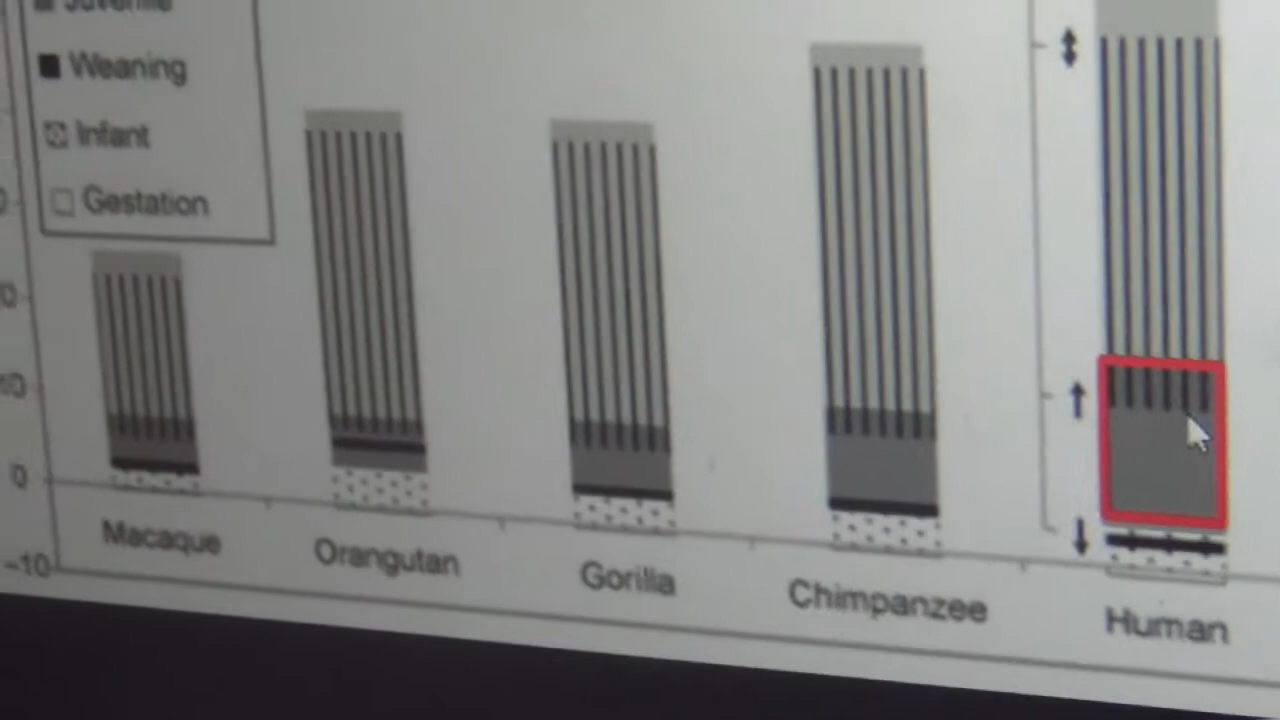 Juvenile
Weaning
Infant
Gestation
0
-10
Macaque
Orangutan
Gorilla
Chimpanzee
Human